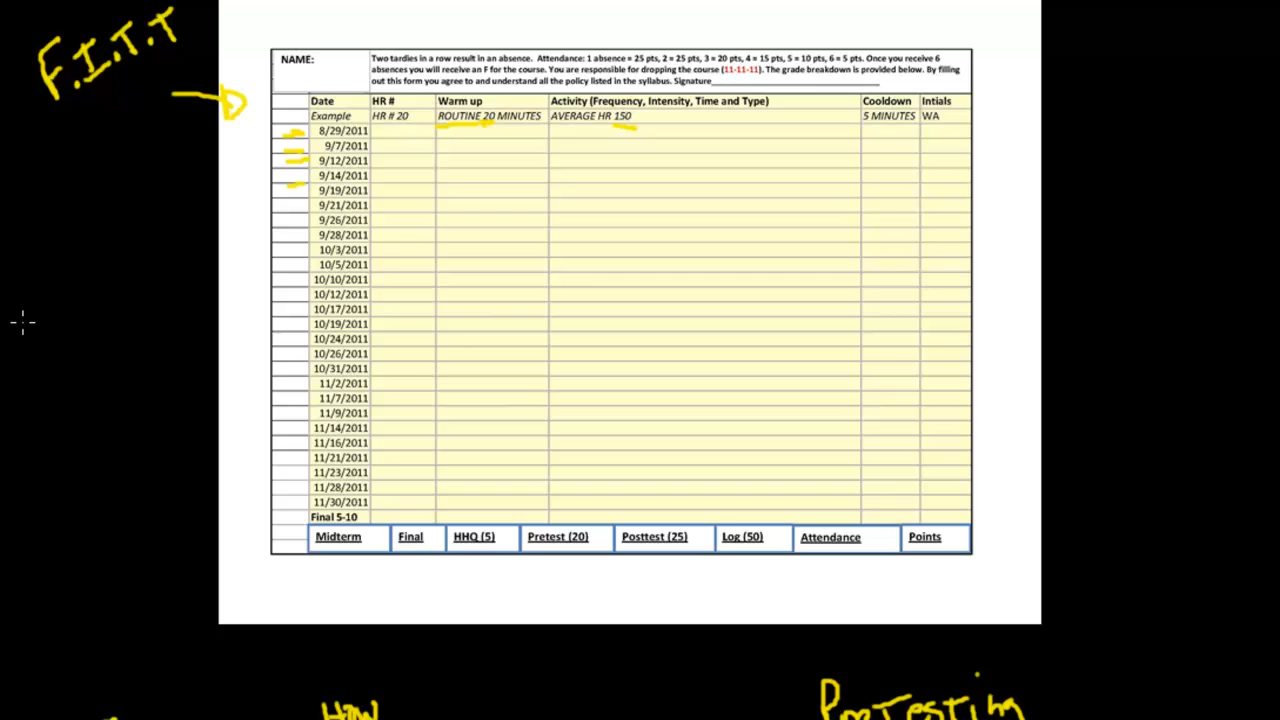 F.I.T.T
NAME:
Two tardies in a row result in an absence. Attendance: 1 absence = 25 pts, 2 = 25 pts, 3 = 20 pts, 4 = 15 pts, 5 = 10 pts, 6 = 5 pts. Once you receive 6
absences you will receive an F for the course. You are responsible for dropping the course (11-11-11). The grade breakdown is provided below. By filling
out this form you agree to and understand all the policy listed in the syllabus. Signature
Date HR # Warm up Activity (Frequency, Intensity, Time and Type) Cooldown Intials
Example HR # 20 ROUTINE 20 MINUTES AVERAGE HR 150 5 MINUTES WA
8/29/2011
9/7/2011
9/12/2011
9/14/2011
9/19/2011
9/21/2011
9/26/2011
9/28/2011
10/3/2011
10/5/2011
10/10/2011
10/12/2011
10/17/2011
10/19/2011
10/24/2011
10/26/2011
10/31/2011
11/2/2011
11/7/2011
11/9/2011
11/14/2011
11/16/2011
11/21/2011
11/23/2011
11/28/2011
11/30/2011
Final 5-10
Midterm Final HHQ (5) Pretest (20) Posttest (25) Log (50) Attendance Points
How PreTesting